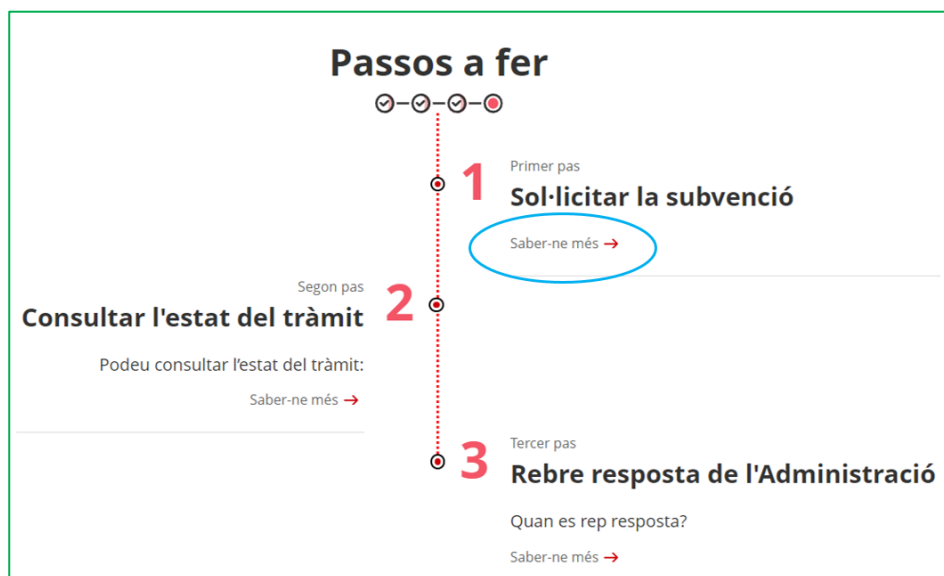 Passos a fer
1
Primer pas
Sol·licitar la subvenció
Saber-ne més
Segon pas
2
Consultar l'estat del tràmit
Podeu consultar l'estat del tràmit:
Saber-ne més
3
Tercer pas
Rebre resposta de l'Administració
Quan es rep resposta?
Saber-ne més